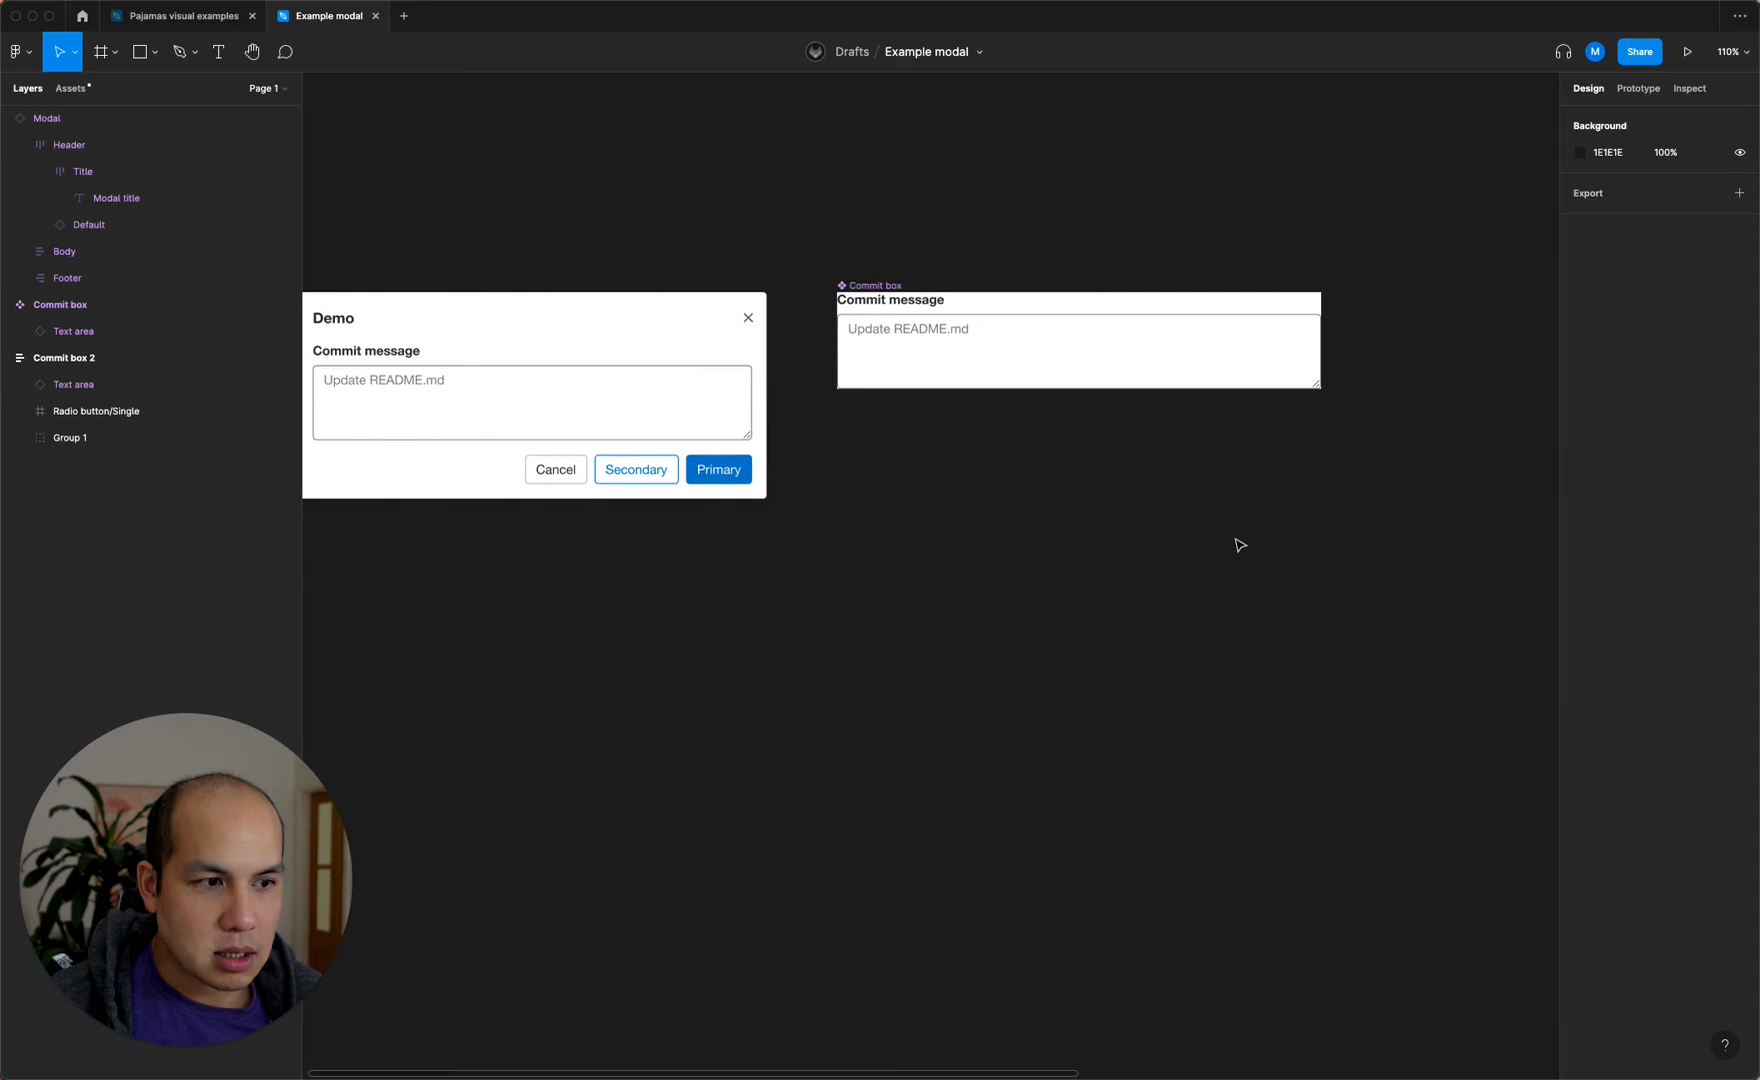 Pajamas visual examples
Example modal
Drafts / Example modal
M
Share
110%
Layers
Assets
Page 1
Design
Prototype
Inspect
Modal
Header
Title
Modal title
Default
Body
Footer
Commit box
Text area
Commit box 2
Text area
Radio button/Single
Group 1
Background
1E1E1E
100%
Export
Demo
Commit message
Update README.md
Cancel
Secondary
Primary
Commit box
Commit message
Update README.md
?